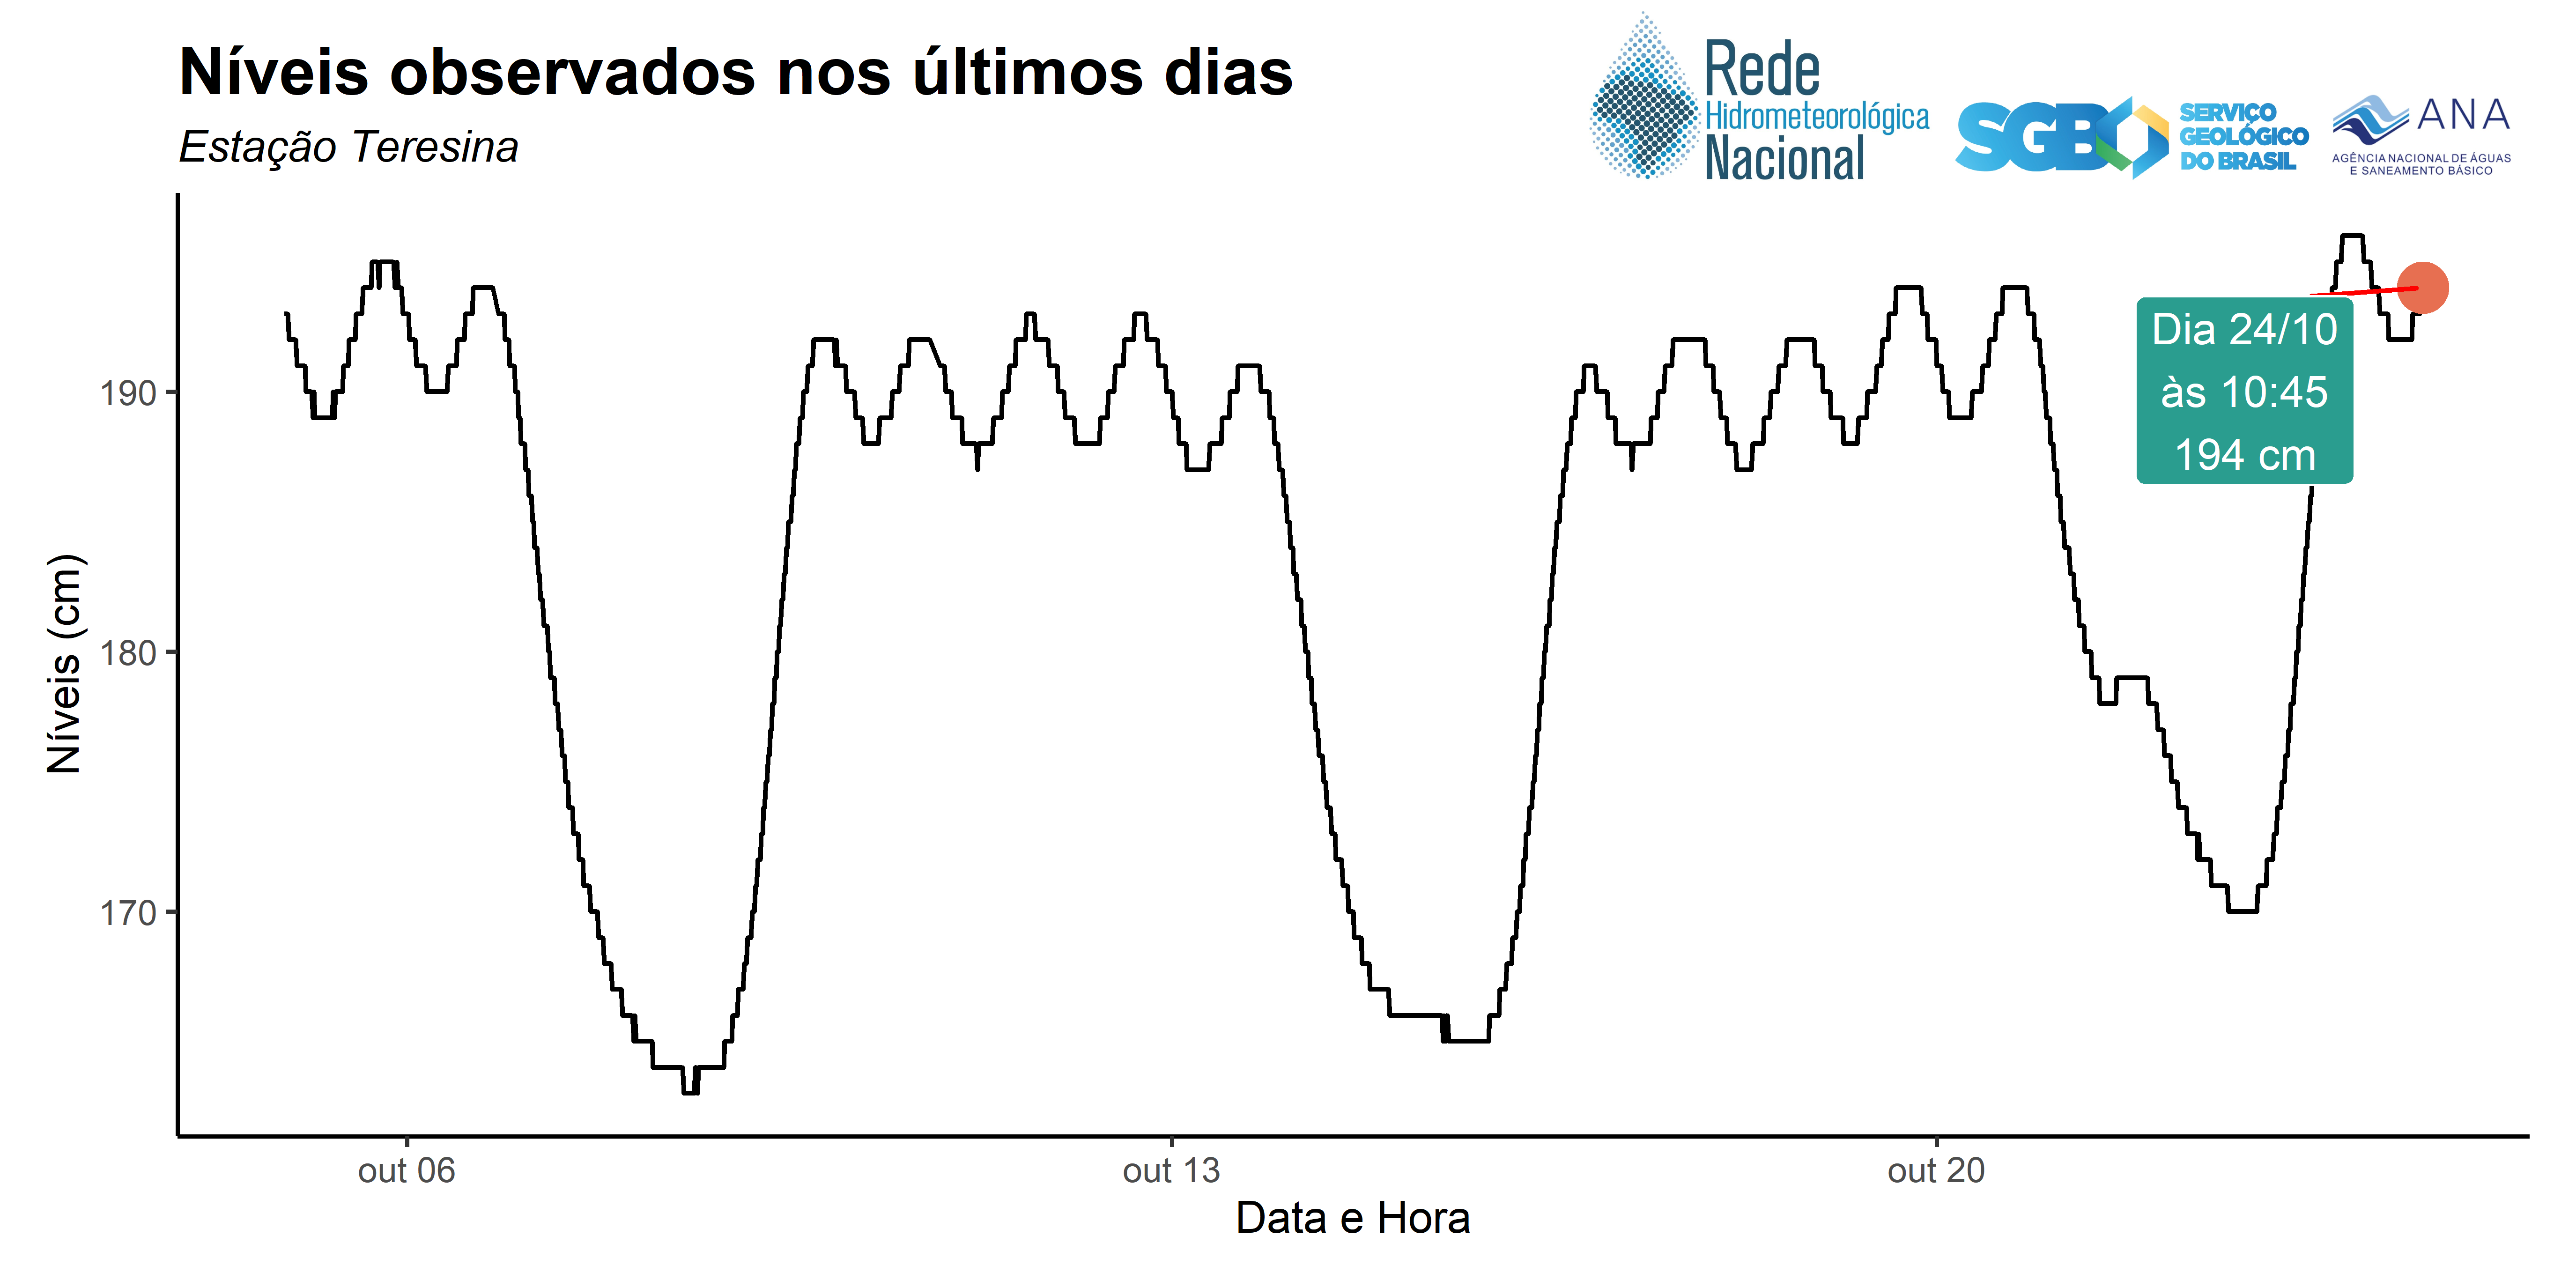 Níveis observados nos últimos dias
Estação Teresina
Rede
Hidrometeorológica
Nacional
SGB
SERVIÇO
GEOLÓGICO
DO BRASIL
ANA
AGÊNCIA NACIONAL DE ÁGUAS
E SANEAMENTO BÁSICO
Níveis (cm)
190
180
170
Dia 24/10
às 10:45
194 cm
out 06
out 13
out 20
Data e Hora